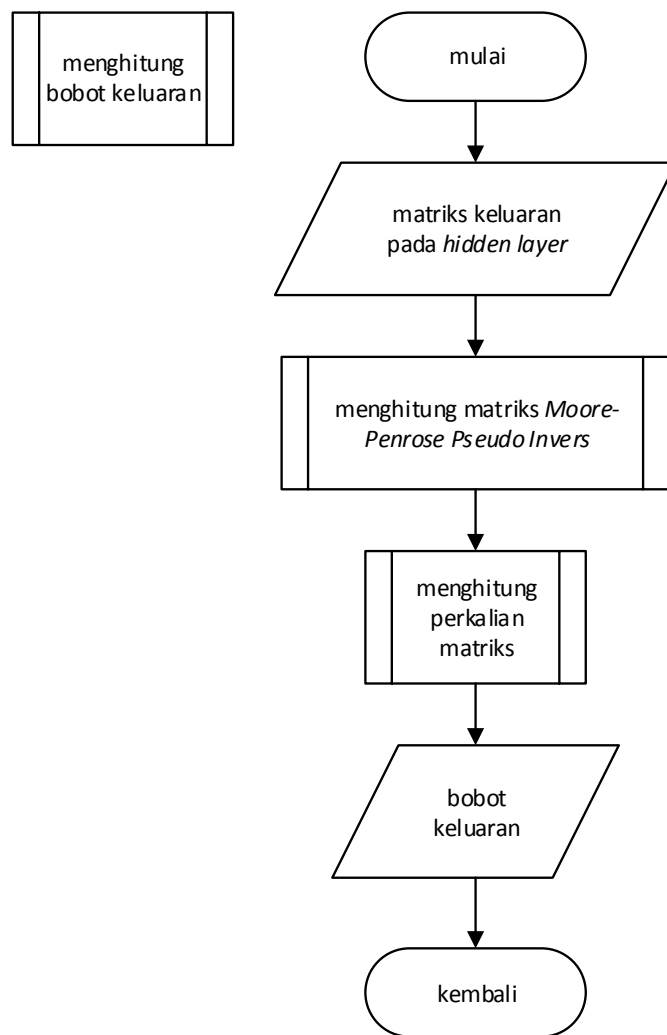 menghitung
bobot keluaran
mulai
matriks keluaran
pada hidden layer
menghitung matriks Moore-
Penrose Pseudo Invers
menghitung
perkalian
matriks
bobot
keluaran
kembali